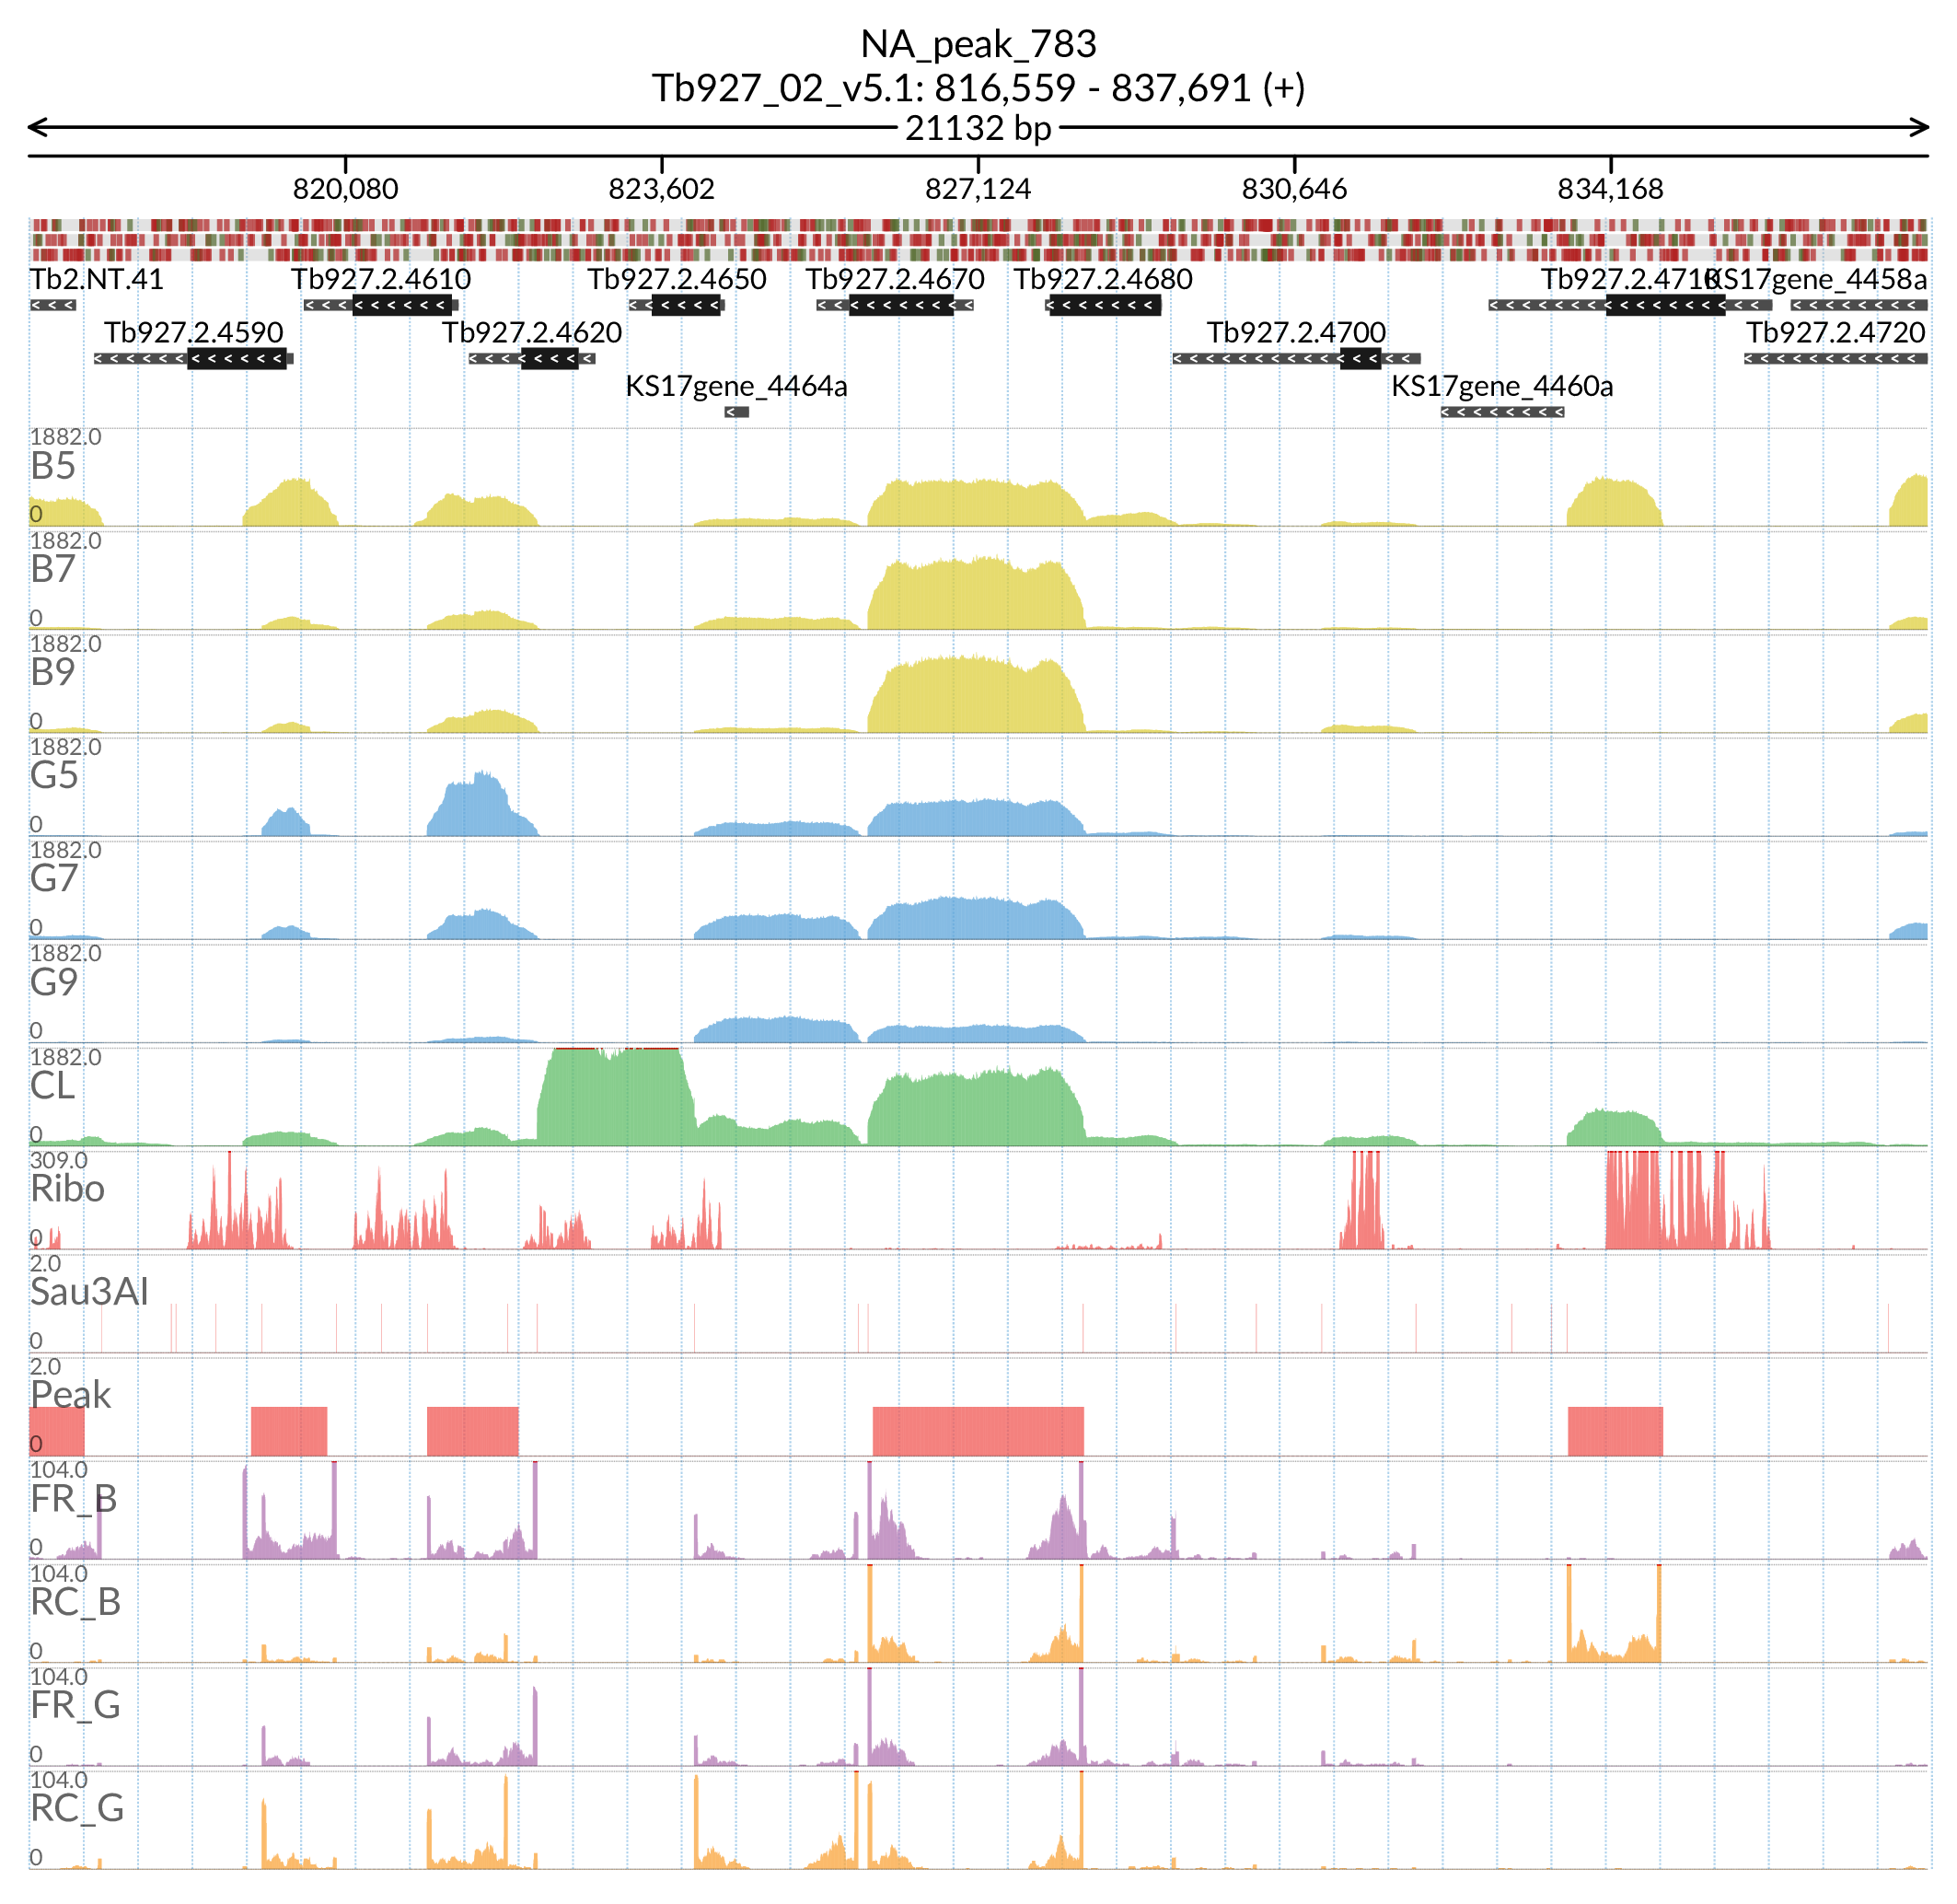 NA_peak_783
Tb927_02_v5.1: 816,559 - 837,691 (+)
21132 bp
820,080 823,602 827,124 830,646 834,168
Tb2.NT.41 Tb927.2.4610 Tb927.2.4650 Tb927.2.4670 Tb927.2.4680 Tb927.2.4710 KS17gene_4458a
Tb927.2.4590 Tb927.2.4620 Tb927.2.4700 Tb927.2.4720
KS17gene_4464a KS17gene_4460a
1882.0
B5
0
1882.0
B7
0
1882.0
B9
0
1882.0
G5
0
1882.0
G7
0
1882.0
G9
0
1882.0
CL
0
309.0
Ribo
0
2.0
Sau3AI
0
2.0
Peak
0
104.0
FR_B
0
104.0
RC_B
0
104.0
FR_G
0
104.0
RC_G
0